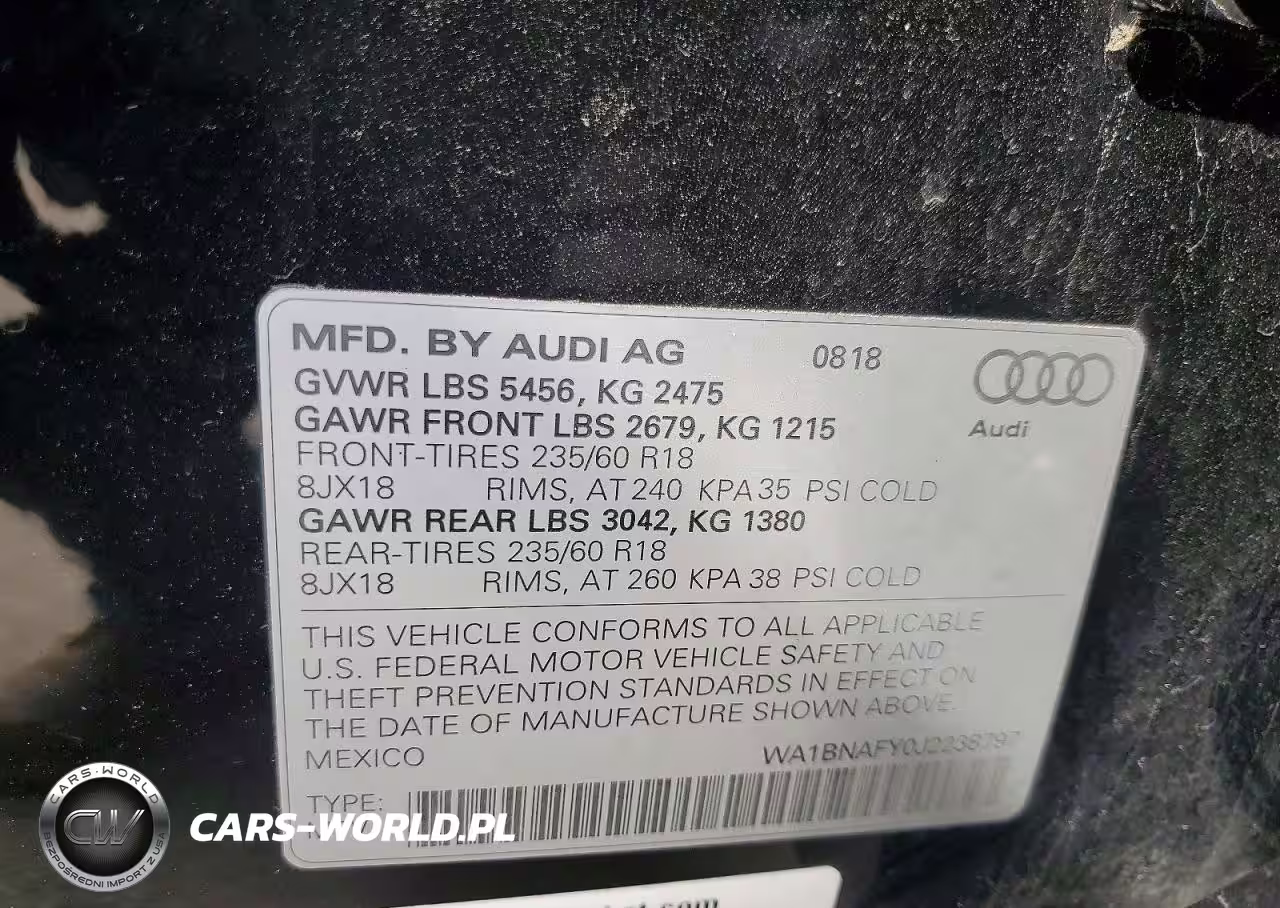 MFD. BY AUDI AG 0818
Audi
GVWR LBS 5456, KG 2475
GAWR FRONT LBS 2679, KG 1215
FRONT-TIRES 235/60 R18
8JX18 RIMS, AT 240 KPA 35 PSI COLD
GAWR REAR LBS 3042, KG 1380
REAR-TIRES 235/60 R18
8JX18 RIMS, AT 260 KPA 38 PSI COLD
THIS VEHICLE CONFORMS TO ALL APPLICABLE
U.S. FEDERAL MOTOR VEHICLE SAFETY AND
THEFT PREVENTION STANDARDS IN EFFECT ON
THE DATE OF MANUFACTURE SHOWN ABOVE.
MEXICO WA1BNAFY0J2238797
TYPE:
CARS-WORLD
CW
BEZPOŚREDNI IMPORT Z USA
CARS-WORLD.PL